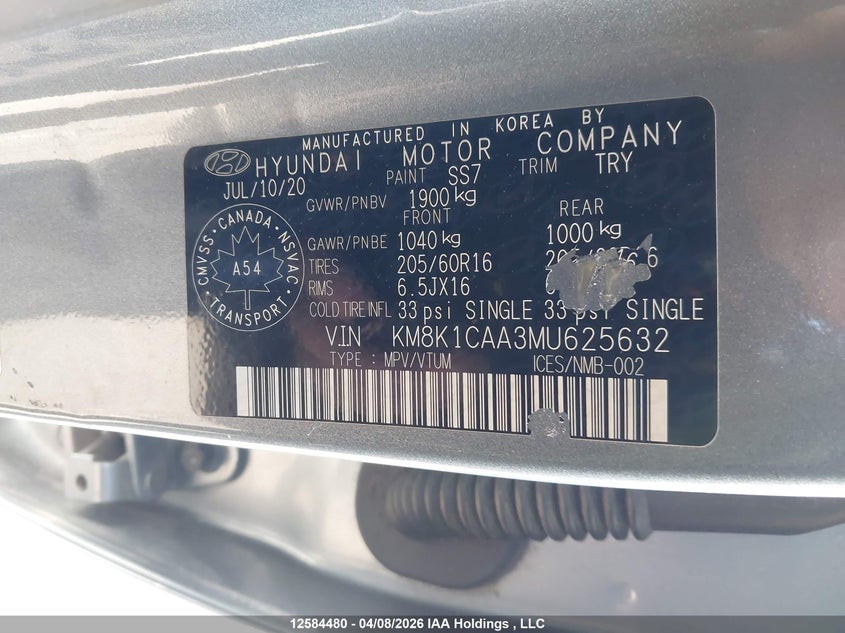 MANUFACTURED IN KOREA BY
HYUNDAI MOTOR COMPANY
JUL/10/20 PAINT SS7 TRIM TRY
GVWR/PNBV 1900 kg
FRONT REAR
GAWR/PNBE 1040 kg 1000 kg
TIRES 205/60R16
RIMS 6.5JX16
COLD TIRE INFL 33 psi SINGLE 33 psi SINGLE
VIN KM8K1CAA3MU625632
TYPE : MPV/VTUM ICES/NMB-002
CMVSS • CANADA • NSVAC
A54
• TRANSPORT •
12584480 - 04/08/2026 IAA Holdings , LLC